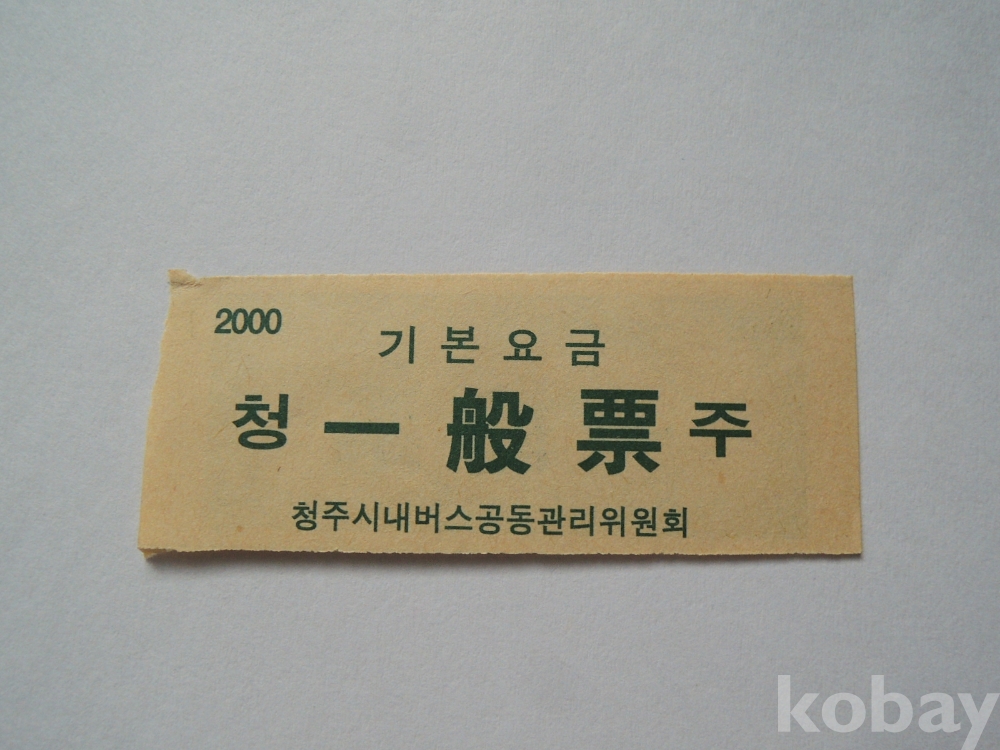 2000
기본요금
청 一般票 주
청주시내버스공동관리위원회
kobay